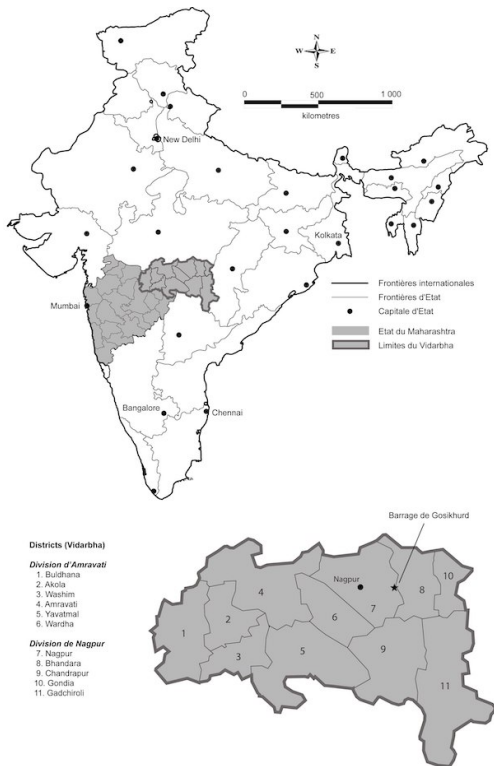 N
W E
S
0 500 1 000
kilometres
New Delhi
Kolkata
Mumbai
Bangalore
Chennai
Frontières internationales
Frontières d'Etat
Capitale d'Etat
Etat du Maharashtra
Limites du Vidarbha
Barrage de Gosikhurd
Districts (Vidarbha)
Division d'Amravati
1. Buldhana
2. Akola
3. Washim
4. Amravati
5. Yavatmal
6. Wardha
Division de Nagpur
7. Nagpur
8. Bhandara
9. Chandrapur
10. Gondia
11. Gadchiroli
Nagpur
10
4
8
7
6
2
1
3
5
9
11